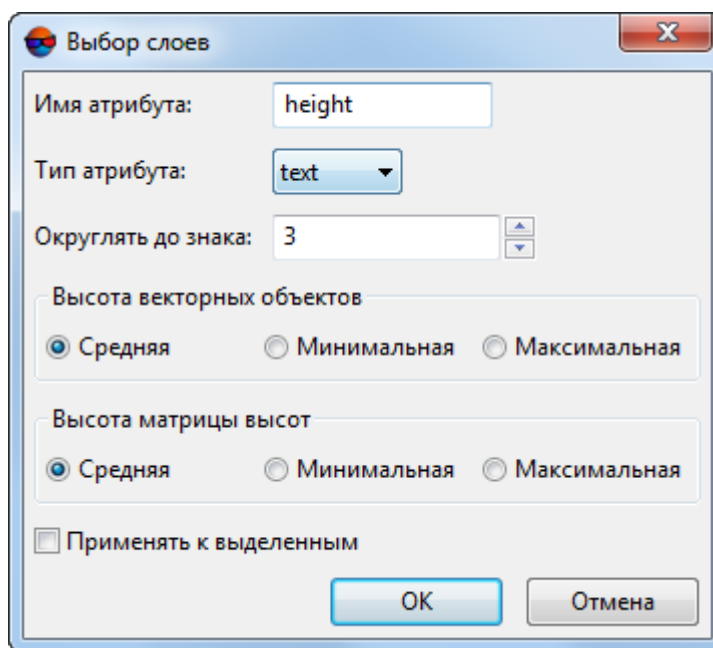 Выбор слоев
Имя атрибута: height
Тип атрибута: text
Округлять до знака: 3
Высота векторных объектов
Средняя Минимальная Максимальная
Высота матрицы высот
Средняя Минимальная Максимальная
Применять к выделенным
OK Отмена